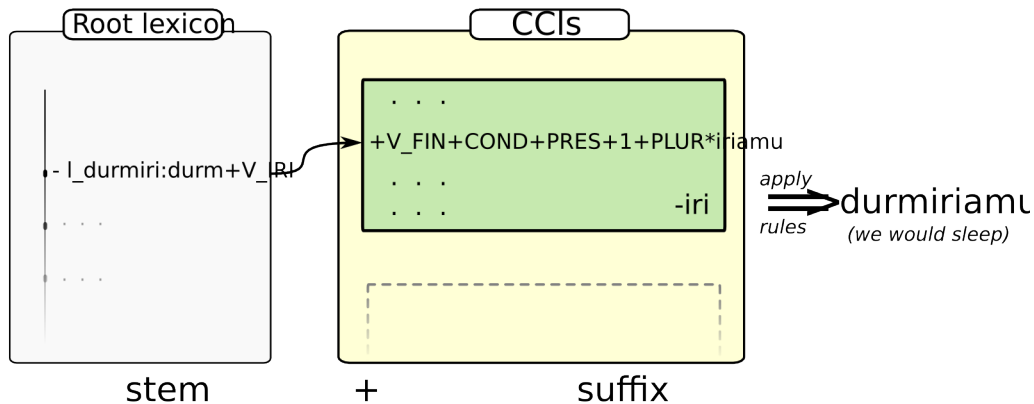 Root lexicon
CCls
. . .
+V_FIN+COND+PRES+1+PLUR*iriamu
- l_durmiri:durm+V_IRI
. . .
. . .
-iri
apply
rules
durmiriamu
(we would sleep)
. . .
. . .
stem + suffix